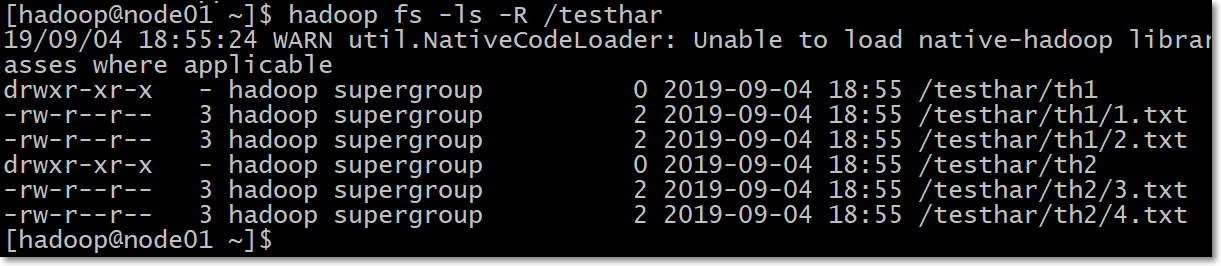 [hadoop@node01 ~]$ hadoop fs -ls -R /testhar
19/09/04 18:55:24 WARN util.NativeCodeLoader: Unable to load native-hadoop librar
asses where applicable
drwxr-xr-x   - hadoop supergroup          0 2019-09-04 18:55 /testhar/th1
-rw-r--r--   3 hadoop supergroup          2 2019-09-04 18:55 /testhar/th1/1.txt
-rw-r--r--   3 hadoop supergroup          2 2019-09-04 18:55 /testhar/th1/2.txt
drwxr-xr-x   - hadoop supergroup          0 2019-09-04 18:55 /testhar/th2
-rw-r--r--   3 hadoop supergroup          2 2019-09-04 18:55 /testhar/th2/3.txt
-rw-r--r--   3 hadoop supergroup          2 2019-09-04 18:55 /testhar/th2/4.txt
[hadoop@node01 ~]$